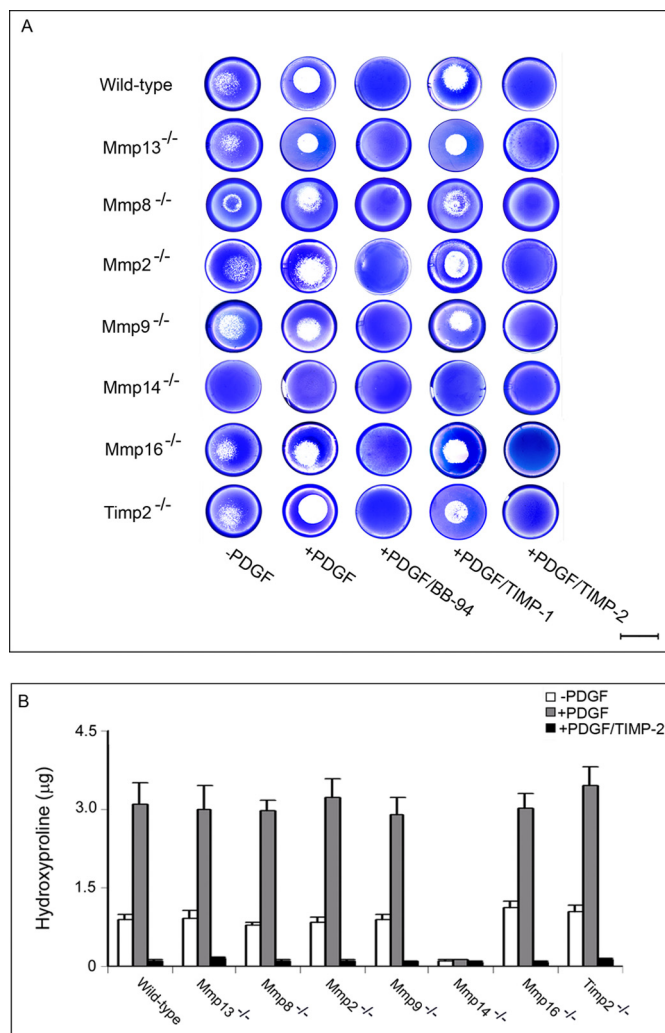 A
Wild-type
Mmp13 -/-
Mmp8 -/-
Mmp2 -/-
Mmp9 -/-
Mmp14 -/-
Mmp16 -/-
Timp2 -/-
-PDGF
+PDGF
+PDGF/BB-94
+PDGF/TIMP-1
+PDGF/TIMP-2
B
-PDGF
+PDGF
+PDGF/TIMP-2
Hydroxyproline (µg)
4.5
3.0
1.5
0
Wild-type
Mmp13 -/-
Mmp8 -/-
Mmp2 -/-
Mmp9 -/-
Mmp14 -/-
Mmp16 -/-
Timp2 -/-